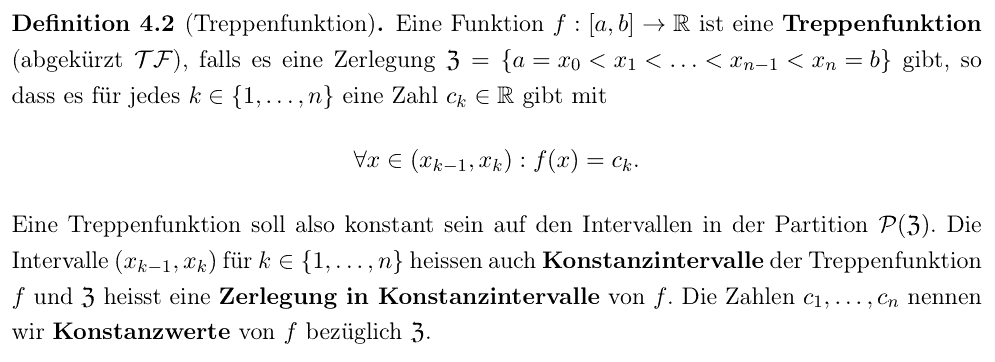 Definition 4.2 (Treppenfunktion). Eine Funktion f : [a, b] → ℝ ist eine Treppenfunktion
(abgekürzt 𝒯ℱ), falls es eine Zerlegung ℨ = {a = x₀ < x₁ < … < xₙ₋₁ < xₙ = b} gibt, so
dass es für jedes k ∈ {1, …, n} eine Zahl cₖ ∈ ℝ gibt mit
∀x ∈ (xₖ₋₁, xₖ) : f(x) = cₖ.
Eine Treppenfunktion soll also konstant sein auf den Intervallen in der Partition 𝒫(ℨ). Die
Intervalle (xₖ₋₁, xₖ) für k ∈ {1, …, n} heissen auch Konstanzintervalle der Treppenfunktion
f und ℨ heisst eine Zerlegung in Konstanzintervalle von f. Die Zahlen c₁, …, cₙ nennen
wir Konstanzwerte von f bezüglich ℨ.